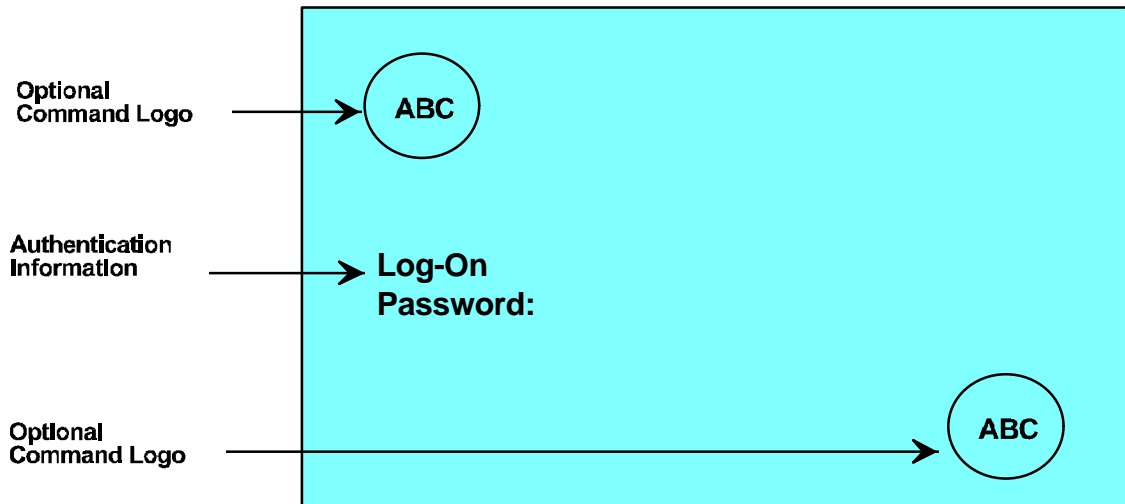 Optional
Command Logo
ABC
Authentication
Information
Log-On
Password:
Optional
Command Logo
ABC